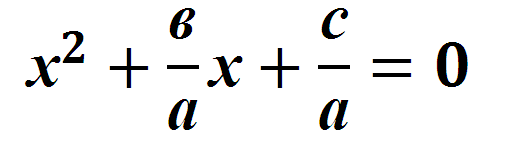 x² + в/a x + c/a = 0